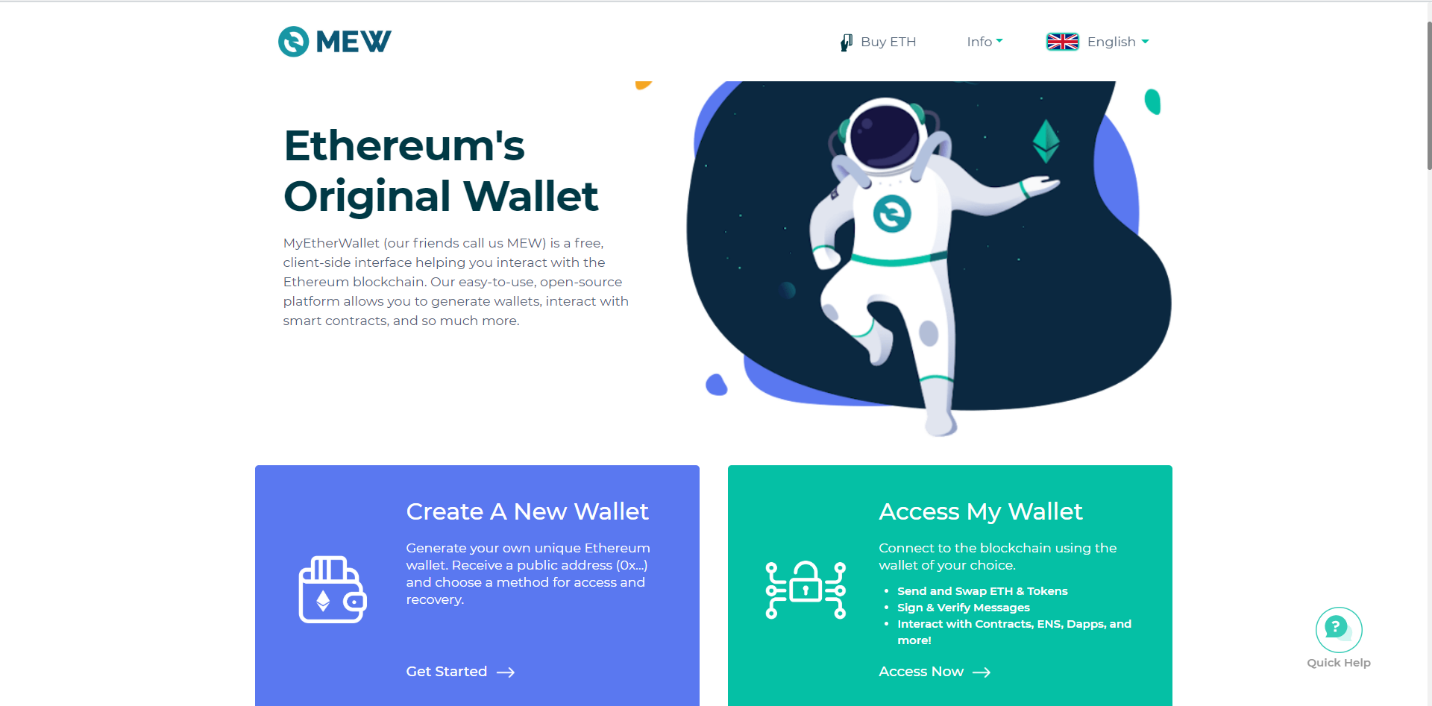 MEW
Buy ETH
Info
English
Ethereum's
Original Wallet
MyEtherWallet (our friends call us MEW) is a free,
client-side interface helping you interact with the
Ethereum blockchain. Our easy-to-use, open-source
platform allows you to generate wallets, interact with
smart contracts, and so much more.
Create A New Wallet
Generate your own unique Ethereum
wallet. Receive a public address (0x...)
and choose a method for access and
recovery.
Get Started
Access My Wallet
Connect to the blockchain using the
wallet of your choice.
• Send and Swap ETH & Tokens
• Sign & Verify Messages
• Interact with Contracts, ENS, Dapps, and
more!
Access Now
?
Quick Help